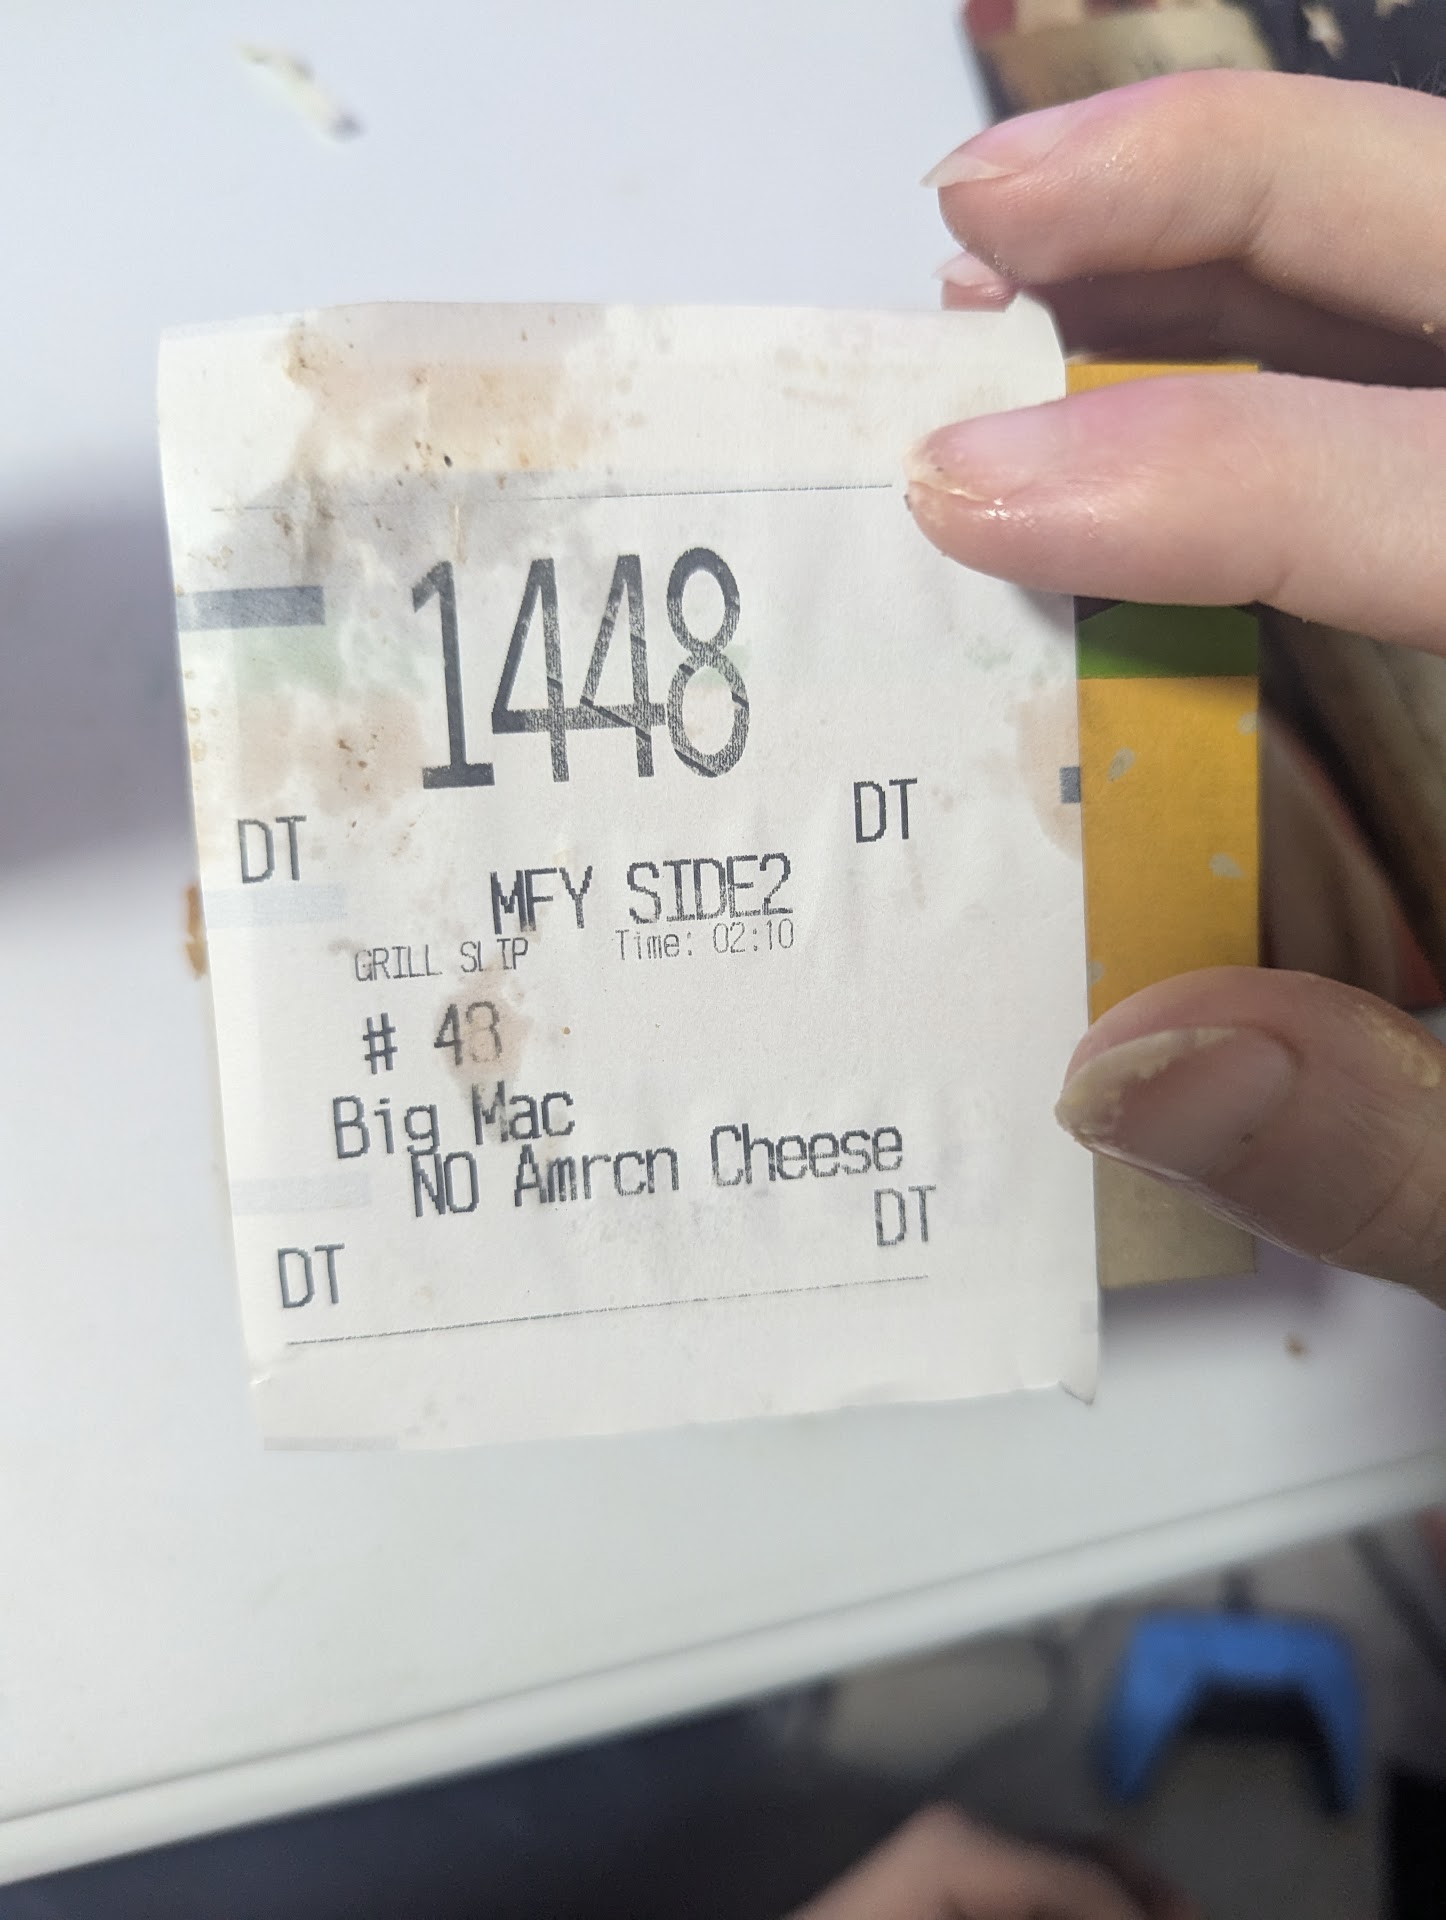 1448
DT DT
MFY SIDE2
GRILL SLIP Time: 02:10
# 43
Big Mac
NO Amrcn Cheese
DT DT